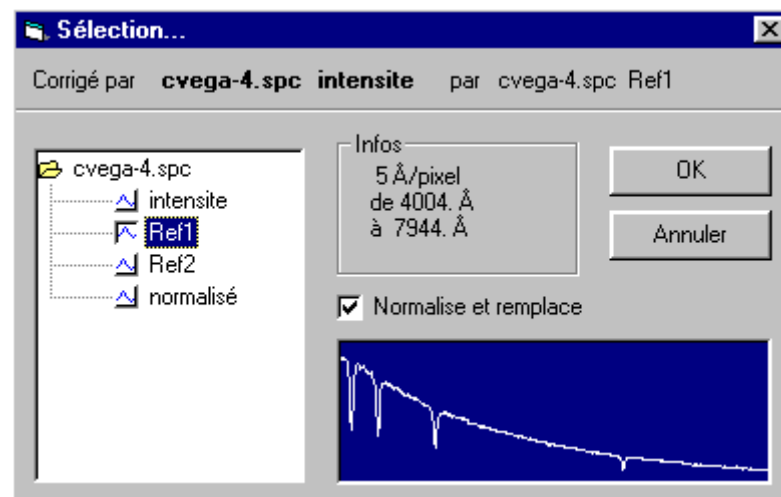 Sélection...
Corrigé par cvega-4.spc intensite par cvega-4.spc Ref1
cvega-4.spc
intensite
Ref1
Ref2
normalisé
Infos
5 Å/pixel
de 4004. Å
à 7944. Å
OK
Annuler
Normalise et remplace